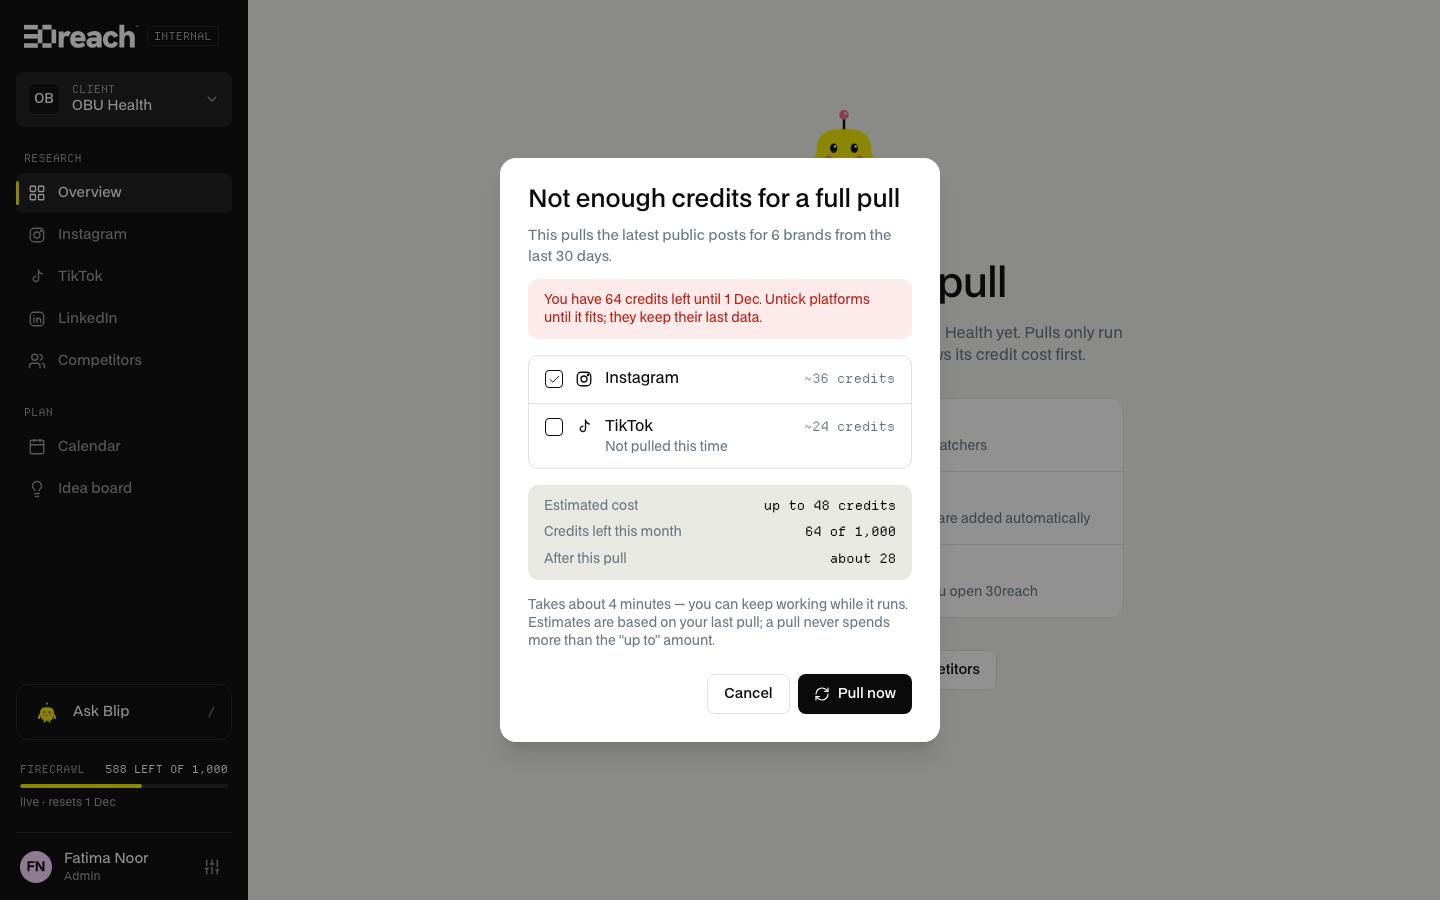 30reach
INTERNAL
OB
CLIENT
OBU Health
RESEARCH
Overview
Instagram
TikTok
LinkedIn
Competitors
PLAN
Calendar
Idea board
Ask Blip
/
FIRECRAWL 588 LEFT OF 1,000
live · resets 1 Dec
FN
Fatima Noor
Admin
pull
Health yet. Pulls only run
its credit cost first.
are added automatically
open 30reach
Not enough credits for a full pull
This pulls the latest public posts for 6 brands from the
last 30 days.
You have 64 credits left until 1 Dec. Untick platforms
until it fits; they keep their last data.
Instagram ~36 credits
TikTok ~24 credits
Not pulled this time
Estimated cost up to 48 credits
Credits left this month 64 of 1,000
After this pull about 28
Takes about 4 minutes — you can keep working while it runs.
Estimates are based on your last pull; a pull never spends
more than the “up to” amount.
Cancel
Pull now